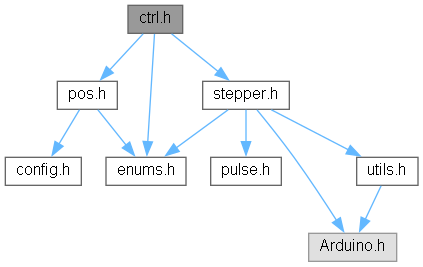 ctrl.h
pos.h
stepper.h
config.h
enums.h
pulse.h
utils.h
Arduino.h